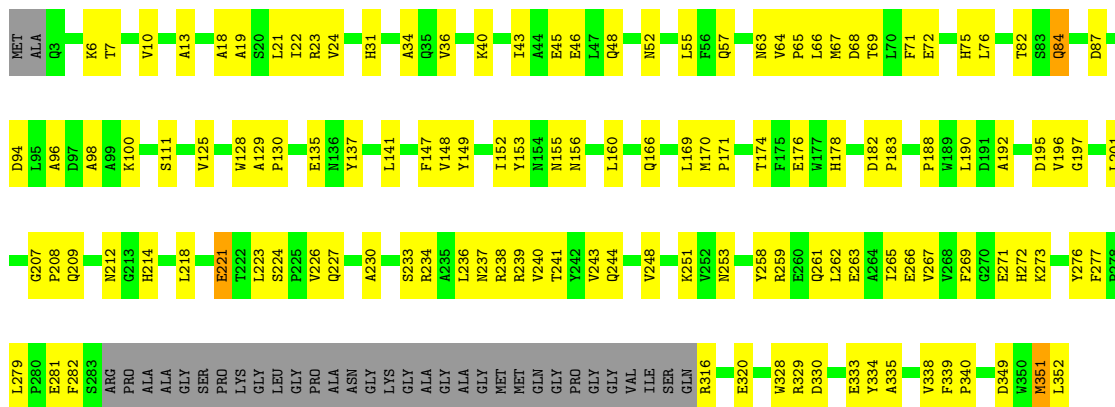 MET ALA Q3 K6 T7 V10 A13 A18 A19 S20 L21 I22 R23 V24 H31 A34 Q35 V36 K40 I43 A44 E45 E46 L47 Q48 N52 L55 F56 Q57 N63 V64 P65 L66 M67 D68 T69 L70 F71 E72 H75 L76 T82 S83 Q84 D87
D94 L95 A96 D97 A98 A99 K100 S111 V125 W128 A129 P130 E135 N136 Y137 L141 F147 V148 Y149 I152 Y153 N154 N155 N156 L160 Q166 L169 M170 P171 T174 F175 E176 W177 H178 D182 P183 P188 W189 L190 D191 A192 D195 V196 G197
G207 P208 Q209 N212 G213 H214 L218 E221 T222 L223 S224 P225 V226 Q227 A230 S233 R234 A235 L236 N237 R238 R239 V240 T241 Y242 V243 Q244 V248 K251 V252 N253 Y258 R259 E260 Q261 L262 E263 A264 I265 E266 V267 V268 F269 G270 E271 H272 K273 Y276 F277
L279 P280 E281 F282 S283 ARG PRO ALA ALA GLY SER PRO LYS GLY LEU GLY PRO ALA ASN GLY LYS GLY ALA GLY ALA GLY MET MET GLN GLY PRO GLY GLY VAL ILE SER GLN R316 E320 W328 R329 D330 E333 Y334 A335 V338 F339 P340 D349 W350 M351 L352